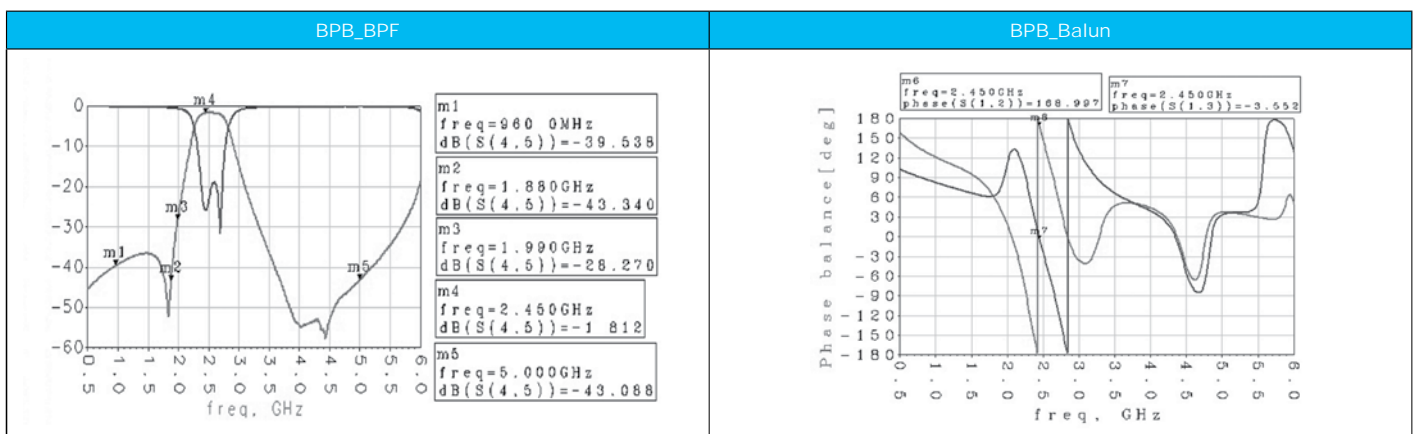 BPB_BPF
BPB_Balun
m1
freq=960 0MHz
dB(S(4,5))=-39.538
m2
freq=1.880GHz
dB(S(4,5))=-43.340
m3
freq=1.990GHz
dB(S(4,5))=-28.270
m4
freq=2.450GHz
dB(S(4,5))=-1 812
m5
freq=5.000GHz
dB(S(4,5))=-43.088
0
-10
-20
-30
-40
-50
-60
m1
m2
m3
m4
m5
0.5
1.0
1.5
2.0
2.5
3.0
3.5
4.0
4.5
5.0
5.5
6.0
freq, GHz
m6
freq=2.450GHz
phase(S(1,2))=168.997
m7
freq=2.450GHz
phase(S(1,3))=-3.552
Phase balance[deg]
180
150
120
90
60
30
0
-30
-60
-90
-120
-150
-180
m7
0.5
1.0
1.5
2.0
2.5
3.0
3.5
4.0
4.5
5.0
5.5
6.0
freq, GHz